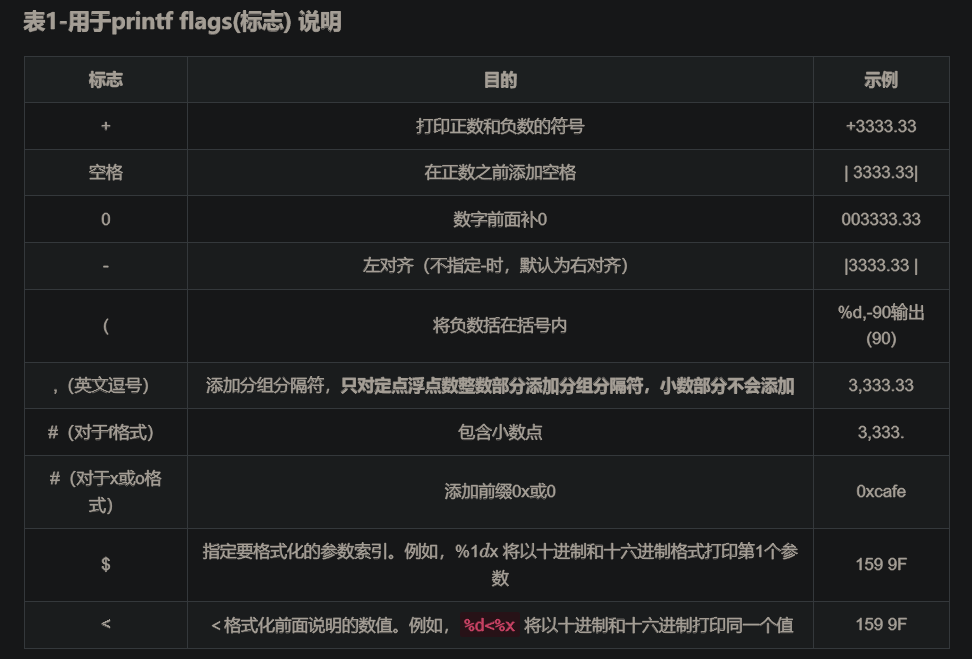 表1-用于printf flags(标志) 说明
标志 目的 示例
+ 打印正数和负数的符号 +3333.33
空格 在正数之前添加空格 | 3333.33|
0 数字前面补0 003333.33
- 左对齐（不指定-时，默认为右对齐） |3333.33 |
( 将负数括在括号内 %d,-90输出
(90)
,（英文逗号） 添加分组分隔符，只对定点浮点数整数部分添加分组分隔符，小数部分不会添加 3,333.33
#（对于f格式） 包含小数点 3,333.
#（对于x或o格
式） 添加前缀0x或0 0xcafe
$ 指定要格式化的参数索引。例如，%1dx 将以十进制和十六进制格式打印第1个参
数 159 9F
< < 格式化前面说明的数值。例如， %d<%x 将以十进制和十六进制打印同一个值 159 9F